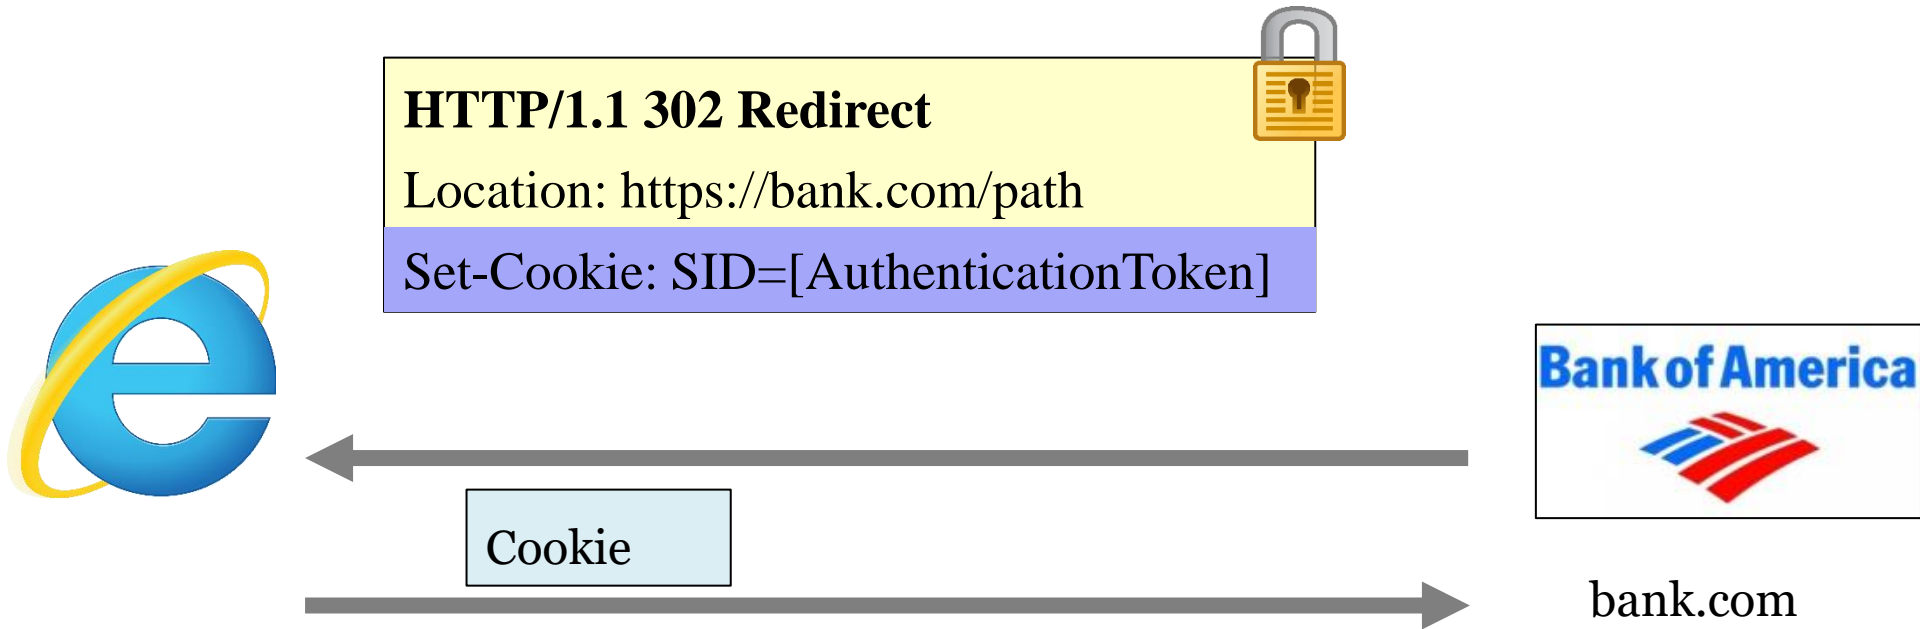 HTTP/1.1 302 Redirect
Location: https://bank.com/path
Set-Cookie: SID=[AuthenticationToken]
Bank of America
Cookie
bank.com